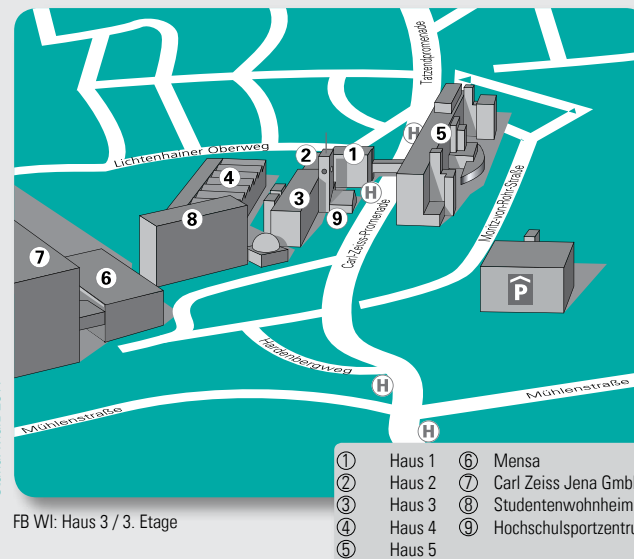 Tatzendpromenade
H
5
2
1
Lichtenhainer Oberweg
4
3
H
9
8
Moritz-von-Rohr-Straße
Carl-Zeiss-Promenade
7
6
P
Hardenbergweg
H
Mühlenstraße
Mühlenstraße
H
① Haus 1 ⑥ Mensa
② Haus 2 ⑦ Carl Zeiss Jena
③ Haus 3 ⑧ Studentenwohnheim
④ Haus 4 ⑨
⑤ Haus 5
FB WI: Haus 3 / 3. Etage